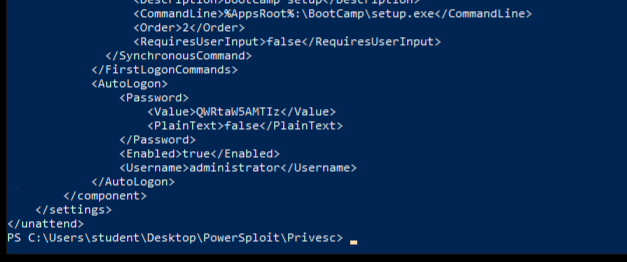 <Description>BootCamp setup</Description>
<CommandLine>%AppsRoot%:\BootCamp\setup.exe</CommandLine>
<Order>2</Order>
<RequiresUserInput>false</RequiresUserInput>
</SynchronousCommand>
</FirstLogonCommands>
<AutoLogon>
<Password>
<Value>QWRtaW5AMTIz</Value>
<PlainText>false</PlainText>
</Password>
<Enabled>true</Enabled>
<Username>administrator</Username>
</AutoLogon>
</component>
</settings>
</unattend>
PS C:\Users\student\Desktop\PowerSploit\Privesc>